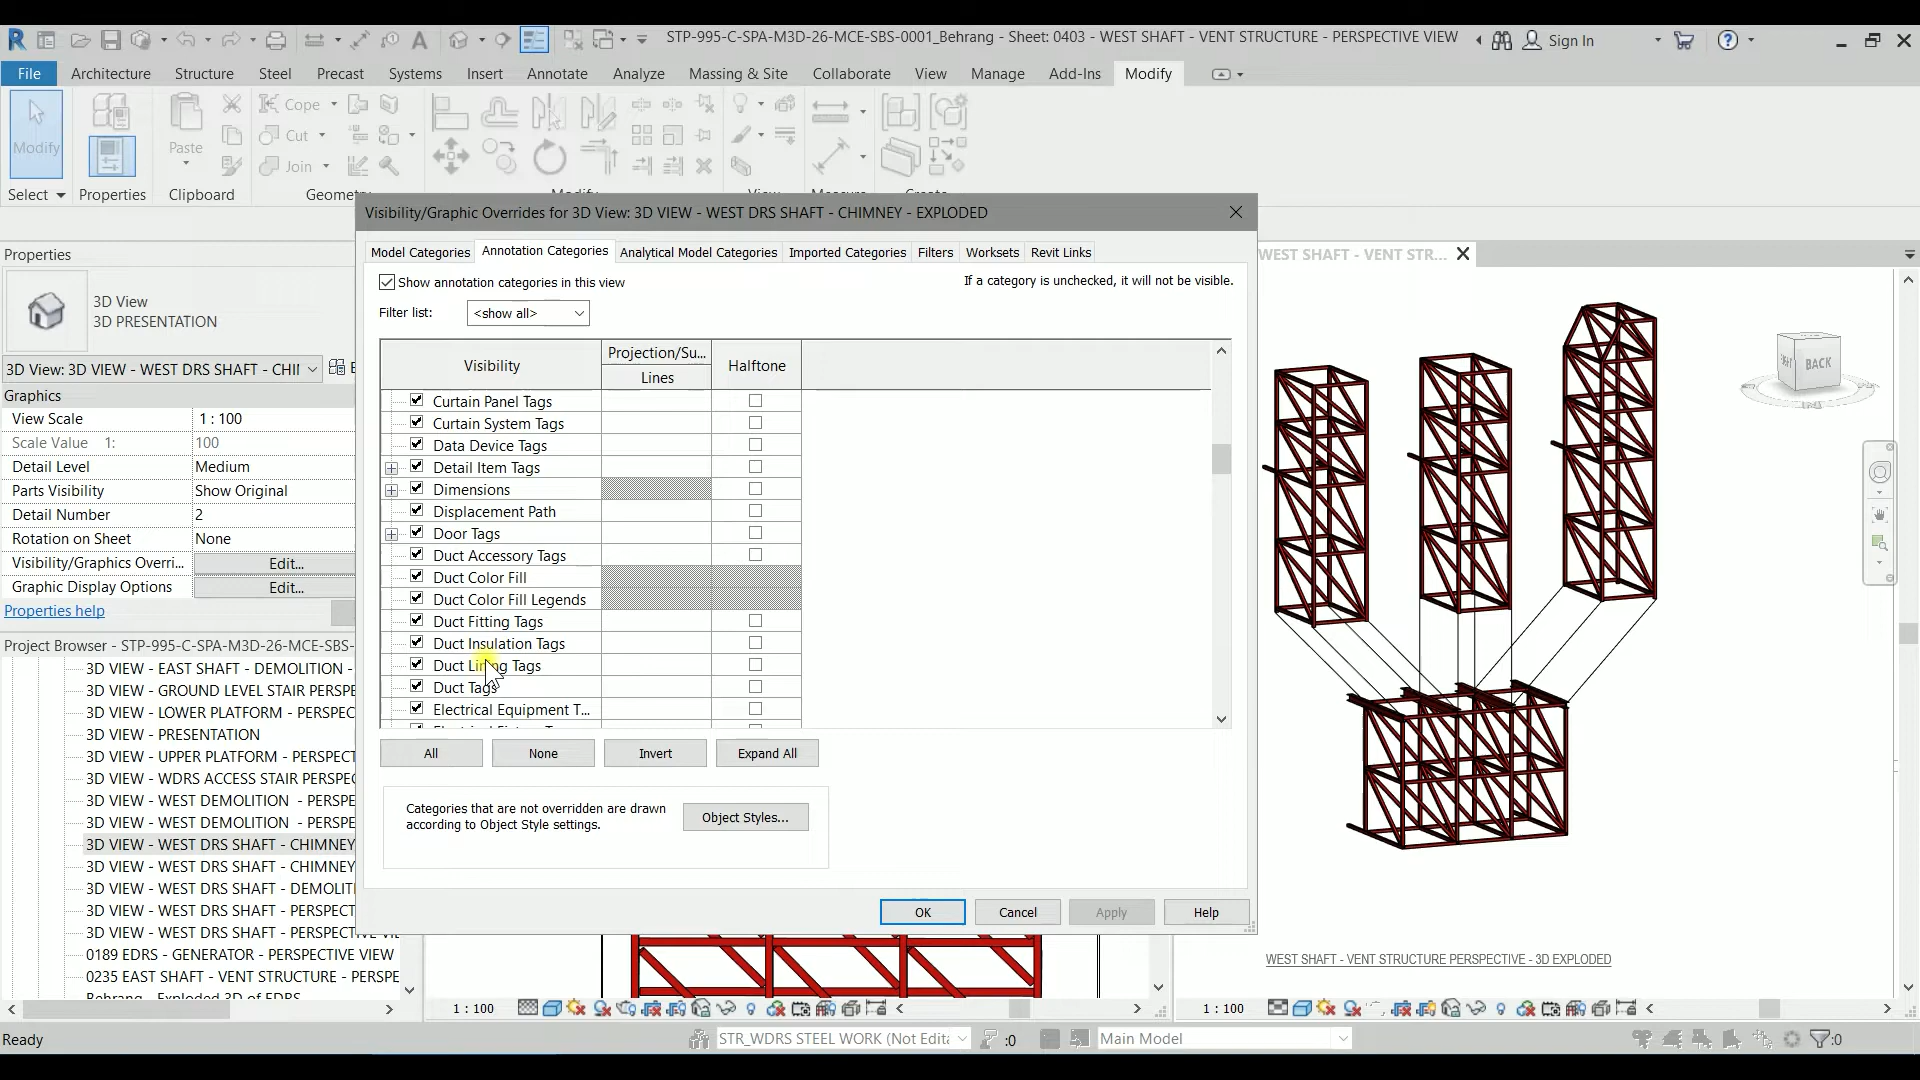 STP-995-C-SPA-M3D-26-MCE-SBS-0001_Behrang - Sheet: 0403 - WEST SHAFT - VENT STRUCTURE - PERSPECTIVE VIEW
Sign In
File Architecture Structure Steel Precast Systems Insert Annotate Analyze Massing & Site Collaborate View Manage Add-Ins Modify
Modify
Paste
Cope
Cut
Join
Select Properties Clipboard
Visibility/Graphic Overrides for 3D View: 3D VIEW - WEST DRS SHAFT - CHIMNEY - EXPLODED
Model Categories Annotation Categories Analytical Model Categories Imported Categories Filters Worksets Revit Links
Show annotation categories in this view
If a category is unchecked, it will not be visible.
Filter list: <show all>
Visibility Projection/Su... Lines Halftone
Curtain Panel Tags
Curtain System Tags
Data Device Tags
Detail Item Tags
Dimensions
Displacement Path
Door Tags
Duct Accessory Tags
Duct Color Fill
Duct Color Fill Legends
Duct Fitting Tags
Duct Insulation Tags
Duct Lining Tags
Duct Tags
Electrical Equipment T...
All None Invert Expand All
Categories that are not overridden are drawn
according to Object Style settings.
Object Styles...
OK Cancel Apply Help
Properties
3D View
3D PRESENTATION
3D View: 3D VIEW - WEST DRS SHAFT - CHI
Graphics
View Scale 1 : 100
Scale Value 1: 100
Detail Level Medium
Parts Visibility Show Original
Detail Number 2
Rotation on Sheet None
Visibility/Graphics Overri... Edit...
Graphic Display Options Edit...
Properties help
Project Browser - STP-995-C-SPA-M3D-26-MCE-SBS-
3D VIEW - EAST SHAFT - DEMOLITION -
3D VIEW - GROUND LEVEL STAIR PERSPE
3D VIEW - LOWER PLATFORM - PERSPEC
3D VIEW - PRESENTATION
3D VIEW - UPPER PLATFORM - PERSPECT
3D VIEW - WDRS ACCESS STAIR PERSPEC
3D VIEW - WEST DEMOLITION - PERSPE
3D VIEW - WEST DEMOLITION - PERSPE
3D VIEW - WEST DRS SHAFT - CHIMNEY
3D VIEW - WEST DRS SHAFT - CHIMNEY
3D VIEW - WEST DRS SHAFT - DEMOLITI
3D VIEW - WEST DRS SHAFT - PERSPECT
3D VIEW - WEST DRS SHAFT - PERSPECTIVE
0189 EDRS - GENERATOR - PERSPECTIVE VIEW
0235 EAST SHAFT - VENT STRUCTURE - PERSPE
Behrang - Exploded 3D of EDRS
WEST SHAFT - VENT STR...
BACK
WEST SHAFT - VENT STRUCTURE PERSPECTIVE - 3D EXPLODED
1 : 100
1 : 100
Ready
STR_WDRS STEEL WORK (Not Edita
:0
Main Model
:0